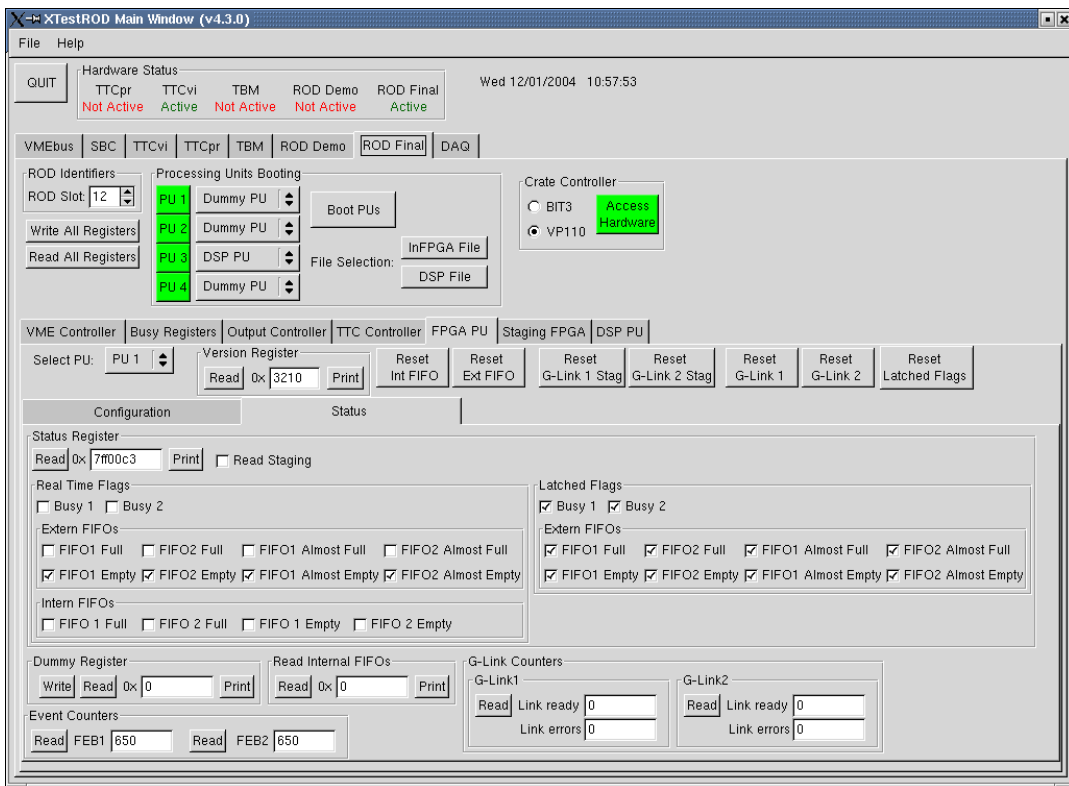 XTestROD Main Window (v4.3.0)
File Help
QUIT
Hardware Status
TTCpr TTCvi TBM ROD Demo ROD Final
Not Active Active Not Active Not Active Active
Wed 12/01/2004 10:57:53
VMEbus SBC TTCvi TTCpr TBM ROD Demo ROD Final DAQ
ROD Identifiers
ROD Slot: 12
Write All Registers
Read All Registers
Processing Units Booting
PU 1 Dummy PU
PU 2 Dummy PU
PU 3 DSP PU
PU 4 Dummy PU
Boot PUs
File Selection:
InFPGA File
DSP File
Crate Controller
BIT3
VP110
Access
Hardware
VME Controller Busy Registers Output Controller TTC Controller FPGA PU Staging FPGA DSP PU
Select PU: PU 1
Version Register
Read 0x 3210 Print
Reset
Int FIFO
Reset
Ext FIFO
Reset
G-Link 1 Stag
Reset
G-Link 2 Stag
Reset
G-Link 1
Reset
G-Link 2
Reset
Latched Flags
Configuration Status
Status Register
Read 0x 7ff00c3 Print Read Staging
Real Time Flags
Busy 1 Busy 2
Extern FIFOs
FIFO1 Full FIFO2 Full FIFO1 Almost Full FIFO2 Almost Full
FIFO1 Empty FIFO2 Empty FIFO1 Almost Empty FIFO2 Almost Empty
Intern FIFOs
FIFO 1 Full FIFO 2 Full FIFO 1 Empty FIFO 2 Empty
Latched Flags
Busy 1 Busy 2
Extern FIFOs
FIFO1 Full FIFO2 Full FIFO1 Almost Full FIFO2 Almost Full
FIFO1 Empty FIFO2 Empty FIFO1 Almost Empty FIFO2 Almost Empty
Dummy Register
Write Read 0x 0 Print
Read Internal FIFOs
Read 0x 0 Print
Event Counters
Read FEB1 650 Read FEB2 650
G-Link Counters
G-Link1
Read Link ready 0
Link errors 0
G-Link2
Read Link ready 0
Link errors 0